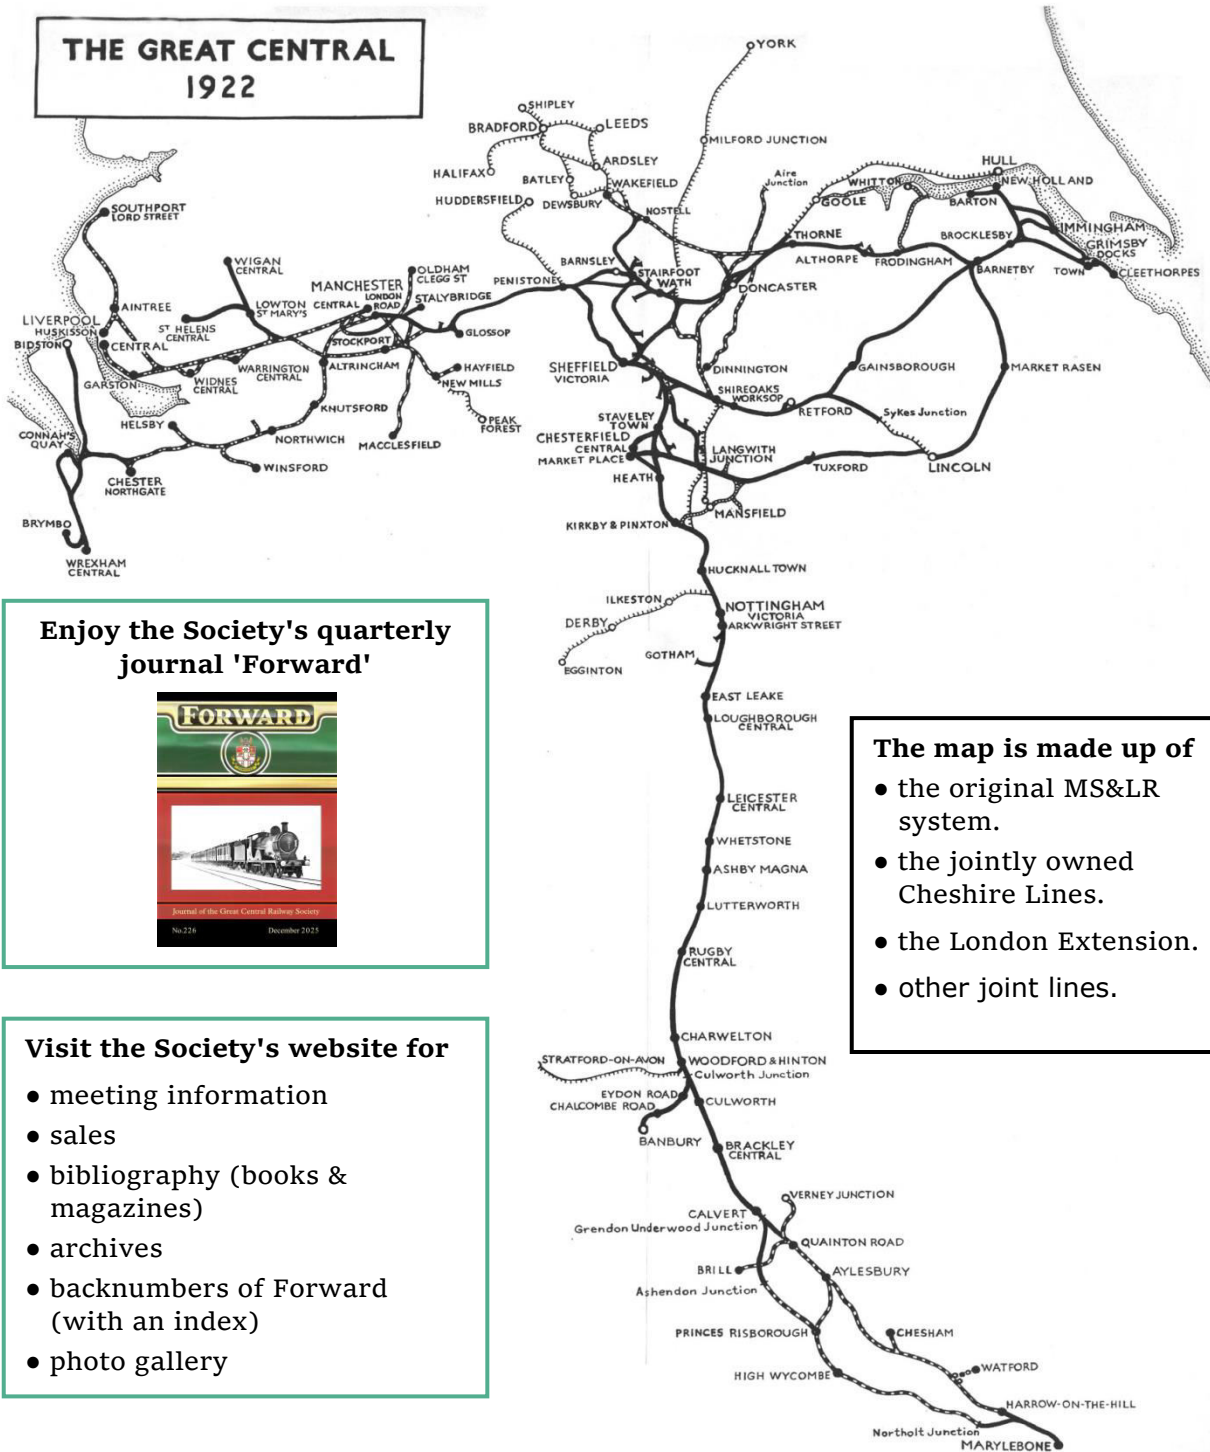 THE GREAT CENTRAL
1922
YORK
SHIPLEY
BRADFORD
LEEDS
MILFORD JUNCTION
HALIFAX
ARDSLEY
BATLEY
WAKEFIELD
HUDDERSFIELD
DEWSBURY
NOSTELL
Aire
Junction
WHITTON
HULL
NEW HOLLAND
GOOLE
BARTON
SOUTHPORT
LORD STREET
THORNE
BROCKLESBY
IMMINGHAM
GRIMSBY
DOCKS
TOWN
CLEETHORPES
ALTHORPE
FRODINGHAM
BARNETBY
WIGAN
CENTRAL
OLDHAM
CLEGG ST
BARNSLEY
STAIRFOOT
WATH
PENISTONE
DONCASTER
MANCHESTER
CENTRAL
LONDON
ROAD
STALYBRIDGE
AINTREE
LOWTON
ST MARY'S
LIVERPOOL
HUSKISSON
ST HELENS
CENTRAL
STOCKPORT
GLOSSOP
BIDSTON
CENTRAL
WARRINGTON
CENTRAL
ALTRINCHAM
HAYFIELD
SHEFFIELD
VICTORIA
DINNINGTON
GAINSBOROUGH
MARKET RASEN
GARSTON
WIDNES
CENTRAL
NEW MILLS
SHIREOAKS
WORKSOP
RETFORD
Sykes Junction
KNUTSFORD
PEAK
FOREST
STAVELEY
TOWN
HELSBY
NORTHWICH
MACCLESFIELD
CHESTERFIELD
CENTRAL
MARKET PLACE
LANGWITH
JUNCTION
CONNAH'S
QUAY
WINSFORD
TUXFORD
LINCOLN
CHESTER
NORTHGATE
HEATH
BRYMBO
KIRKBY & PINXTON
MANSFIELD
WREXHAM
CENTRAL
HUCKNALL TOWN
ILKESTON
NOTTINGHAM
VICTORIA
ARKWRIGHT STREET
DERBY
GOTHAM
EGGINTON
EAST LEAKE
LOUGHBOROUGH
CENTRAL
LEICESTER
CENTRAL
WHETSTONE
ASHBY MAGNA
LUTTERWORTH
RUGBY
CENTRAL
CHARWELTON
STRATFORD-ON-AVON
WOODFORD & HINTON
Culworth Junction
EYDON ROAD
CHALCOMBE ROAD
CULWORTH
BANBURY
BRACKLEY
CENTRAL
VERNEY JUNCTION
CALVERT
Grendon Underwood Junction
QUAINTON ROAD
BRILL
AYLESBURY
Ashendon Junction
PRINCES RISBOROUGH
CHESHAM
HIGH WYCOMBE
WATFORD
HARROW-ON-THE-HILL
Northolt Junction
MARYLEBONE
Enjoy the Society's quarterly
journal 'Forward'
FORWARD
Journal of the Great Central Railway Society
No.226 December 2025
The map is made up of
● the original MS&LR
system.
● the jointly owned
Cheshire Lines.
● the London Extension.
● other joint lines.
Visit the Society's website for
● meeting information
● sales
● bibliography (books &
magazines)
● archives
● backnumbers of Forward
(with an index)
● photo gallery